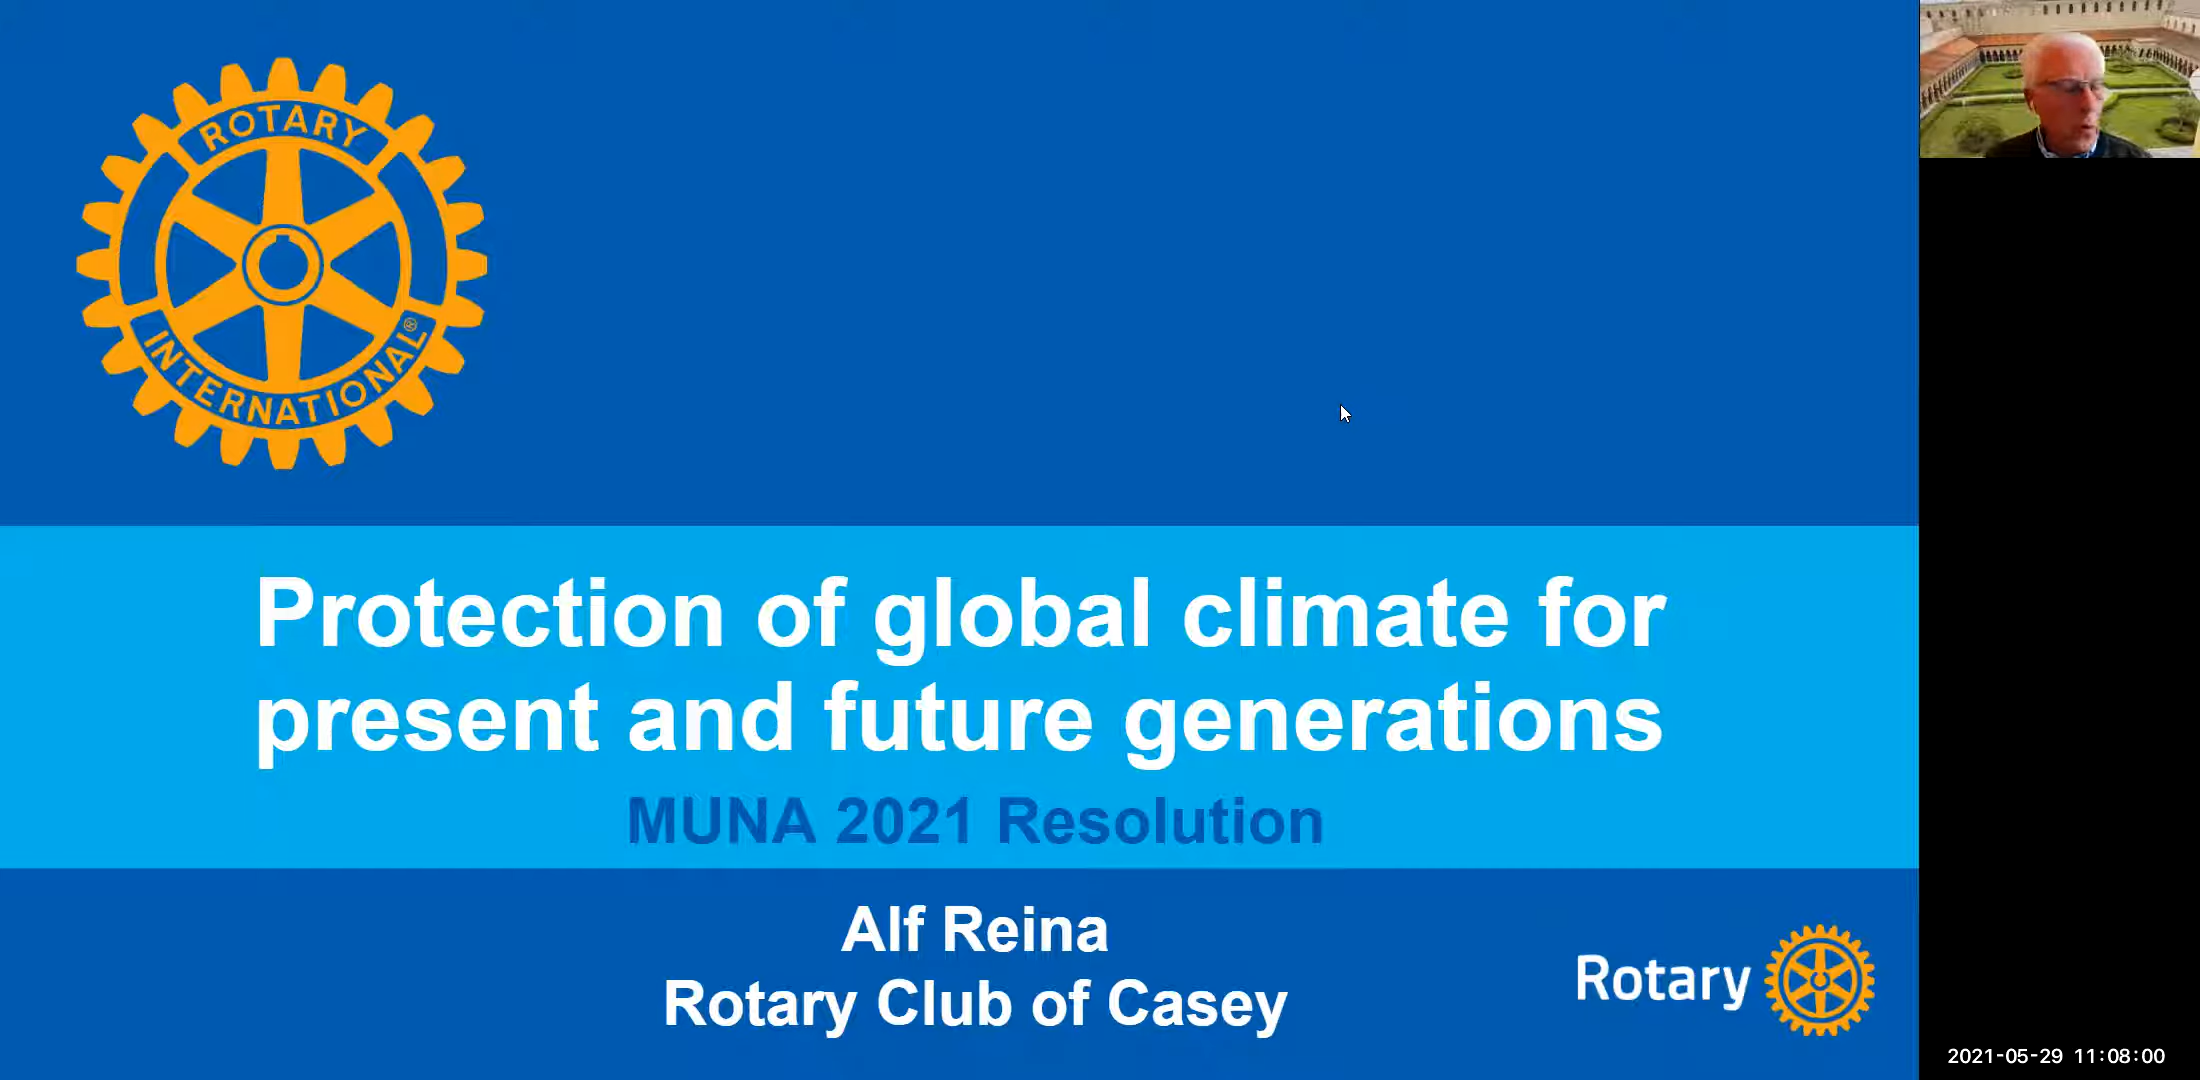 ROTARY
INTERNATIONAL®
Protection of global climate for
present and future generations
MUNA 2021 Resolution
Alf Reina
Rotary Club of Casey
Rotary
2021-05-29 11:08:00